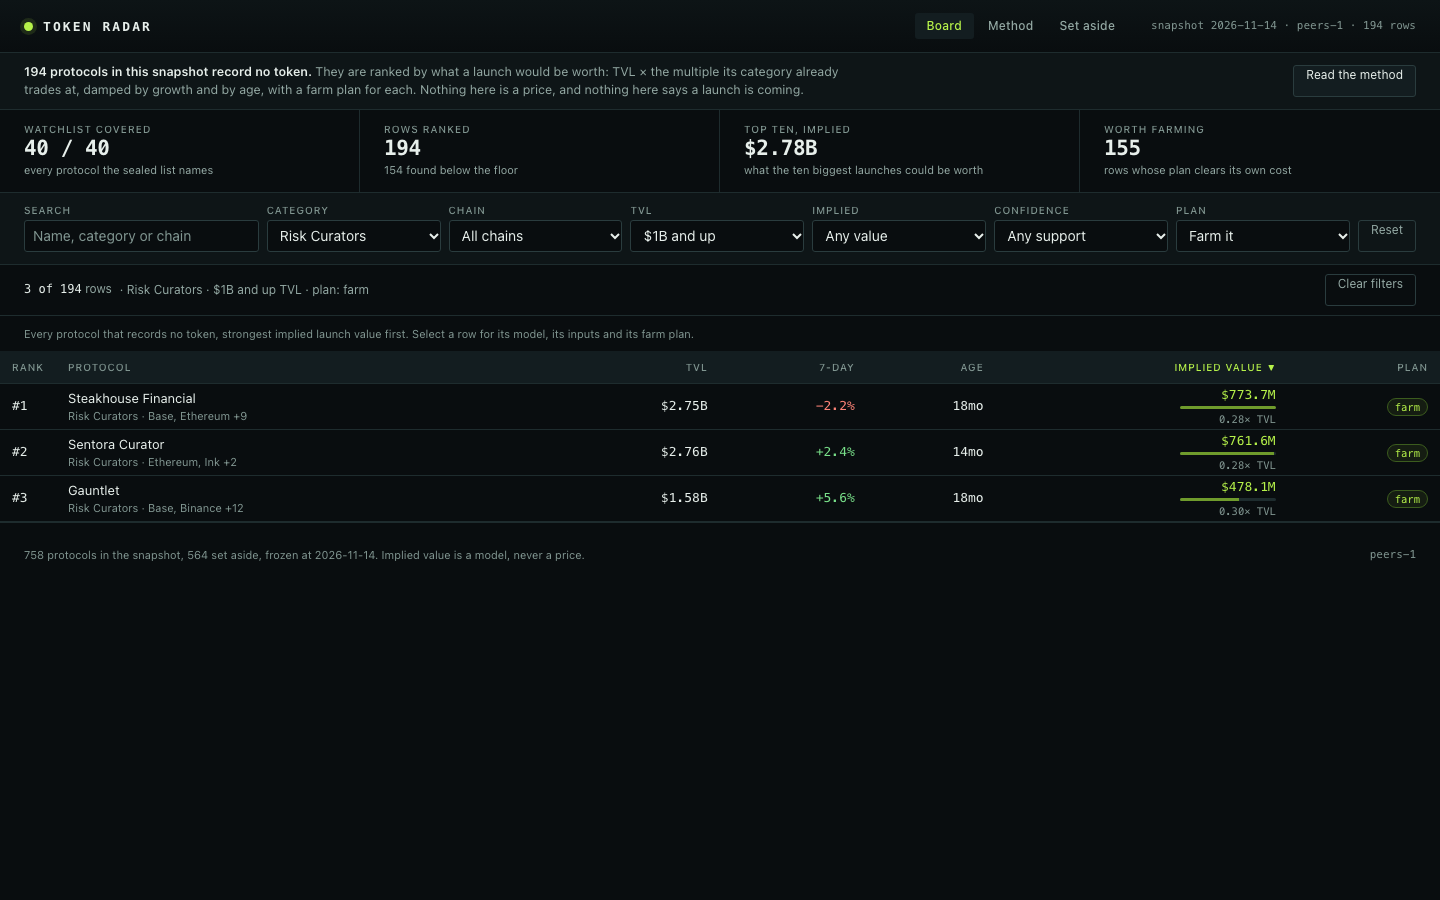 TOKEN RADAR
Board Method Set aside snapshot 2026-11-14 · peers-1 · 194 rows
194 protocols in this snapshot record no token. They are ranked by what a launch would be worth: TVL × the multiple its category already
trades at, damped by growth and by age, with a farm plan for each. Nothing here is a price, and nothing here says a launch is coming.
Read the method
WATCHLIST COVERED
40 / 40
every protocol the sealed list names
ROWS RANKED
194
154 found below the floor
TOP TEN, IMPLIED
$2.78B
what the ten biggest launches could be worth
WORTH FARMING
155
rows whose plan clears its own cost
SEARCH CATEGORY CHAIN TVL IMPLIED CONFIDENCE PLAN
Name, category or chain Risk Curators All chains $1B and up Any value Any support Farm it Reset
3 of 194 rows · Risk Curators · $1B and up TVL · plan: farm Clear filters
Every protocol that records no token, strongest implied launch value first. Select a row for its model, its inputs and its farm plan.
RANK PROTOCOL TVL 7-DAY AGE IMPLIED VALUE ▼ PLAN
#1 Steakhouse Financial $2.75B −2.2% 18mo $773.7M farm
Risk Curators · Base, Ethereum +9 0.28× TVL
#2 Sentora Curator $2.76B +2.4% 14mo $761.6M farm
Risk Curators · Ethereum, Ink +2 0.28× TVL
#3 Gauntlet $1.58B +5.6% 18mo $478.1M farm
Risk Curators · Base, Binance +12 0.30× TVL
758 protocols in the snapshot, 564 set aside, frozen at 2026-11-14. Implied value is a model, never a price. peers-1